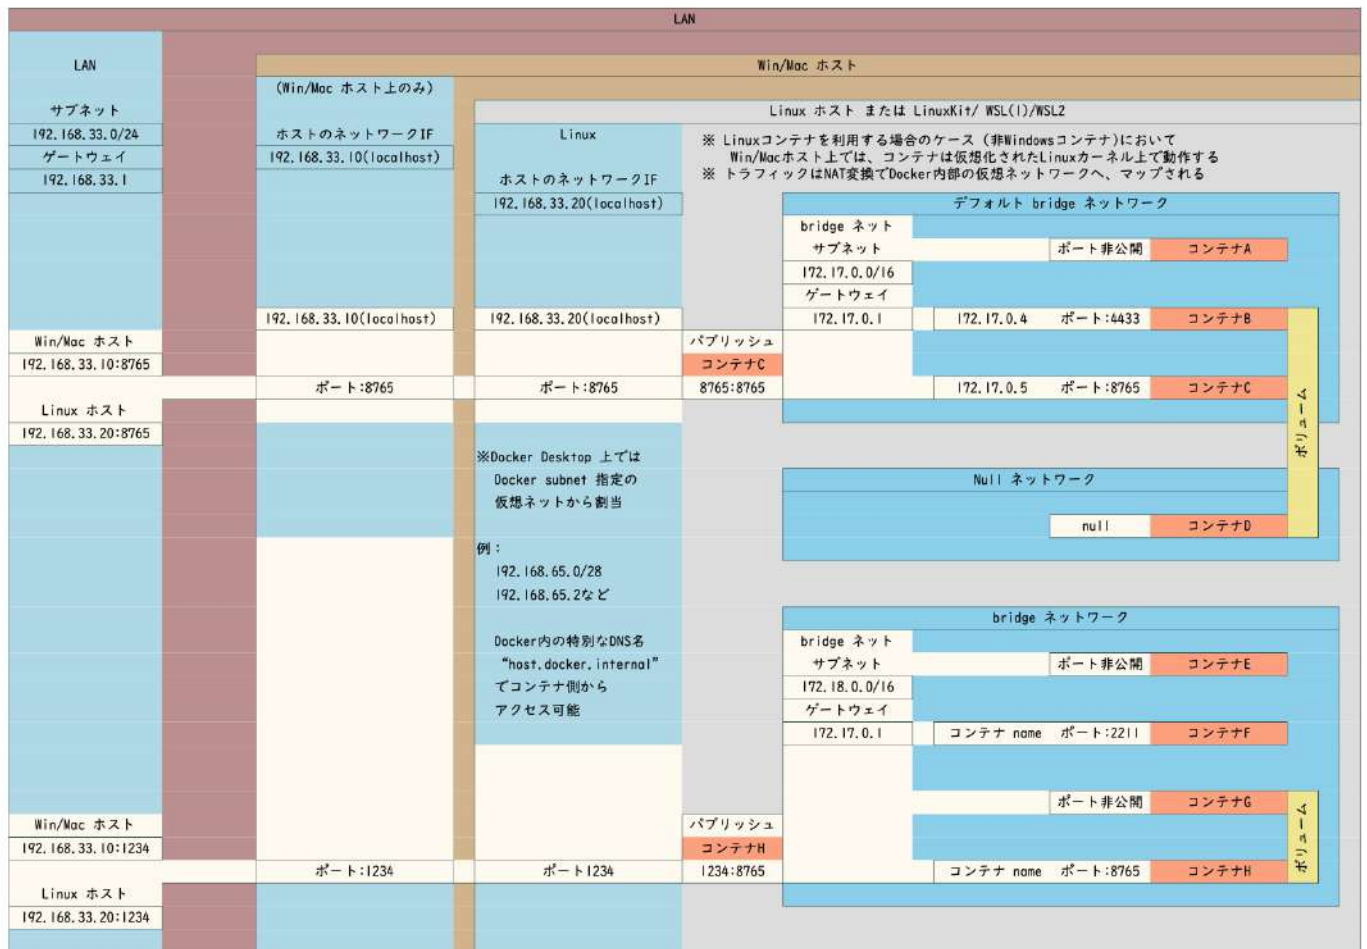 LAN
LAN
サブネット
192.168.33.0/24
ゲートウェイ
192.168.33.1
Win/Mac ホスト
192.168.33.10:8765
Linux ホスト
192.168.33.20:8765
Win/Mac ホスト
192.168.33.10:1234
Linux ホスト
192.168.33.20:1234
Win/Mac ホスト
(Win/Mac ホスト上のみ)
ホストのネットワークIF
192.168.33.10(localhost)
192.168.33.10(localhost)
ポート:8765
ポート:1234
Linux ホスト または LinuxKit/ WSL(1)/WSL2
Linux
ホストのネットワークIF
192.168.33.20(localhost)
192.168.33.20(localhost)
ポート:8765
※Docker Desktop 上では
Docker subnet 指定の
仮想ネットから割当
例：
192.168.65.0/28
192.168.65.2など
Docker内の特別なDNS名
“host.docker.internal”
でコンテナ側から
アクセス可能
ポート1234
※ Linuxコンテナを利用する場合のケース (非Windowsコンテナ)において
Win/Macホスト上では、コンテナは仮想化されたLinuxカーネル上で動作する
※ トラフィックはNAT変換でDocker内部の仮想ネットワークへ、マップされる
パブリッシュ
コンテナC
8765:8765
デフォルト bridge ネットワーク
bridge ネット
サブネット
172.17.0.0/16
ゲートウェイ
172.17.0.1
ポート非公開 コンテナA
172.17.0.4 ポート:4433 コンテナB
172.17.0.5 ポート:8765 コンテナC
ボリューム
Null ネットワーク
null コンテナD
パブリッシュ
コンテナH
1234:8765
bridge ネットワーク
bridge ネット
サブネット
172.18.0.0/16
ゲートウェイ
172.17.0.1
ポート非公開 コンテナE
コンテナ name ポート:2211 コンテナF
ポート非公開 コンテナG
コンテナ name ポート:8765 コンテナH
ボリューム